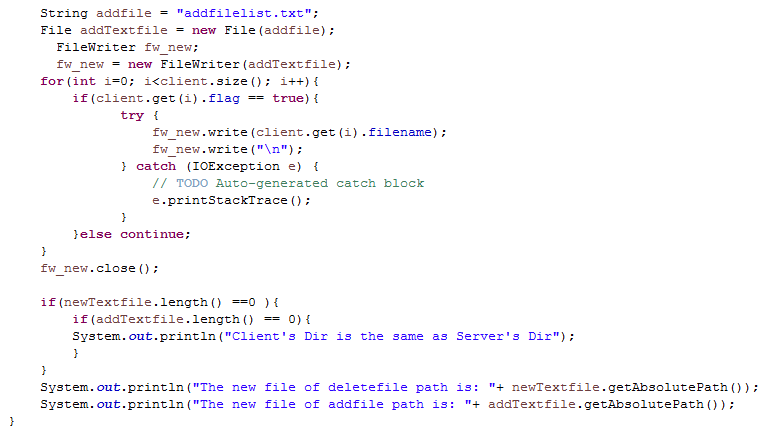 String addfile = "addfilelist.txt";
File addTextfile = new File(addfile);
FileWriter fw_new;
fw_new = new FileWriter(addTextfile);
for(int i=0; i<client.size(); i++){
if(client.get(i).flag == true){
try {
fw_new.write(client.get(i).filename);
fw_new.write("\n");
} catch (IOException e) {
// TODO Auto-generated catch block
e.printStackTrace();
}
}else continue;
}
fw_new.close();
if(newTextfile.length() ==0 ){
if(addTextfile.length() == 0){
System.out.println("Client's Dir is the same as Server's Dir");
}
}
System.out.println("The new file of deletefile path is: "+ newTextfile.getAbsolutePath());
System.out.println("The new file of addfile path is: "+ addTextfile.getAbsolutePath());
}